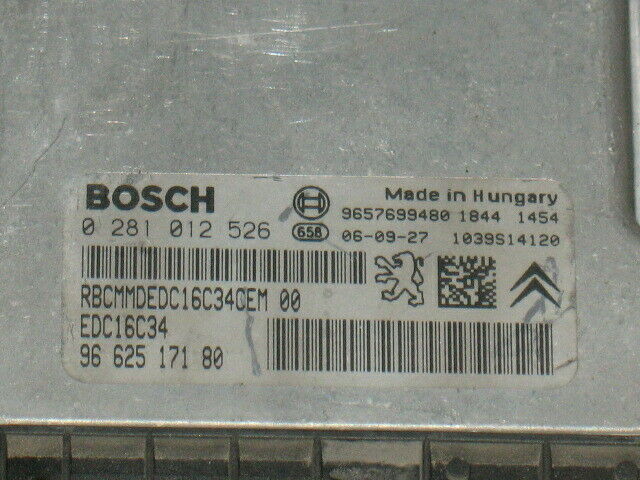 BOSCH
Made in Hungary
9657699480 1844 1454
0 281 012 526
658 06-09-27 1039S14120
RBCMMDEDC16C34OEM 00
EDC16C34
96 625 171 80